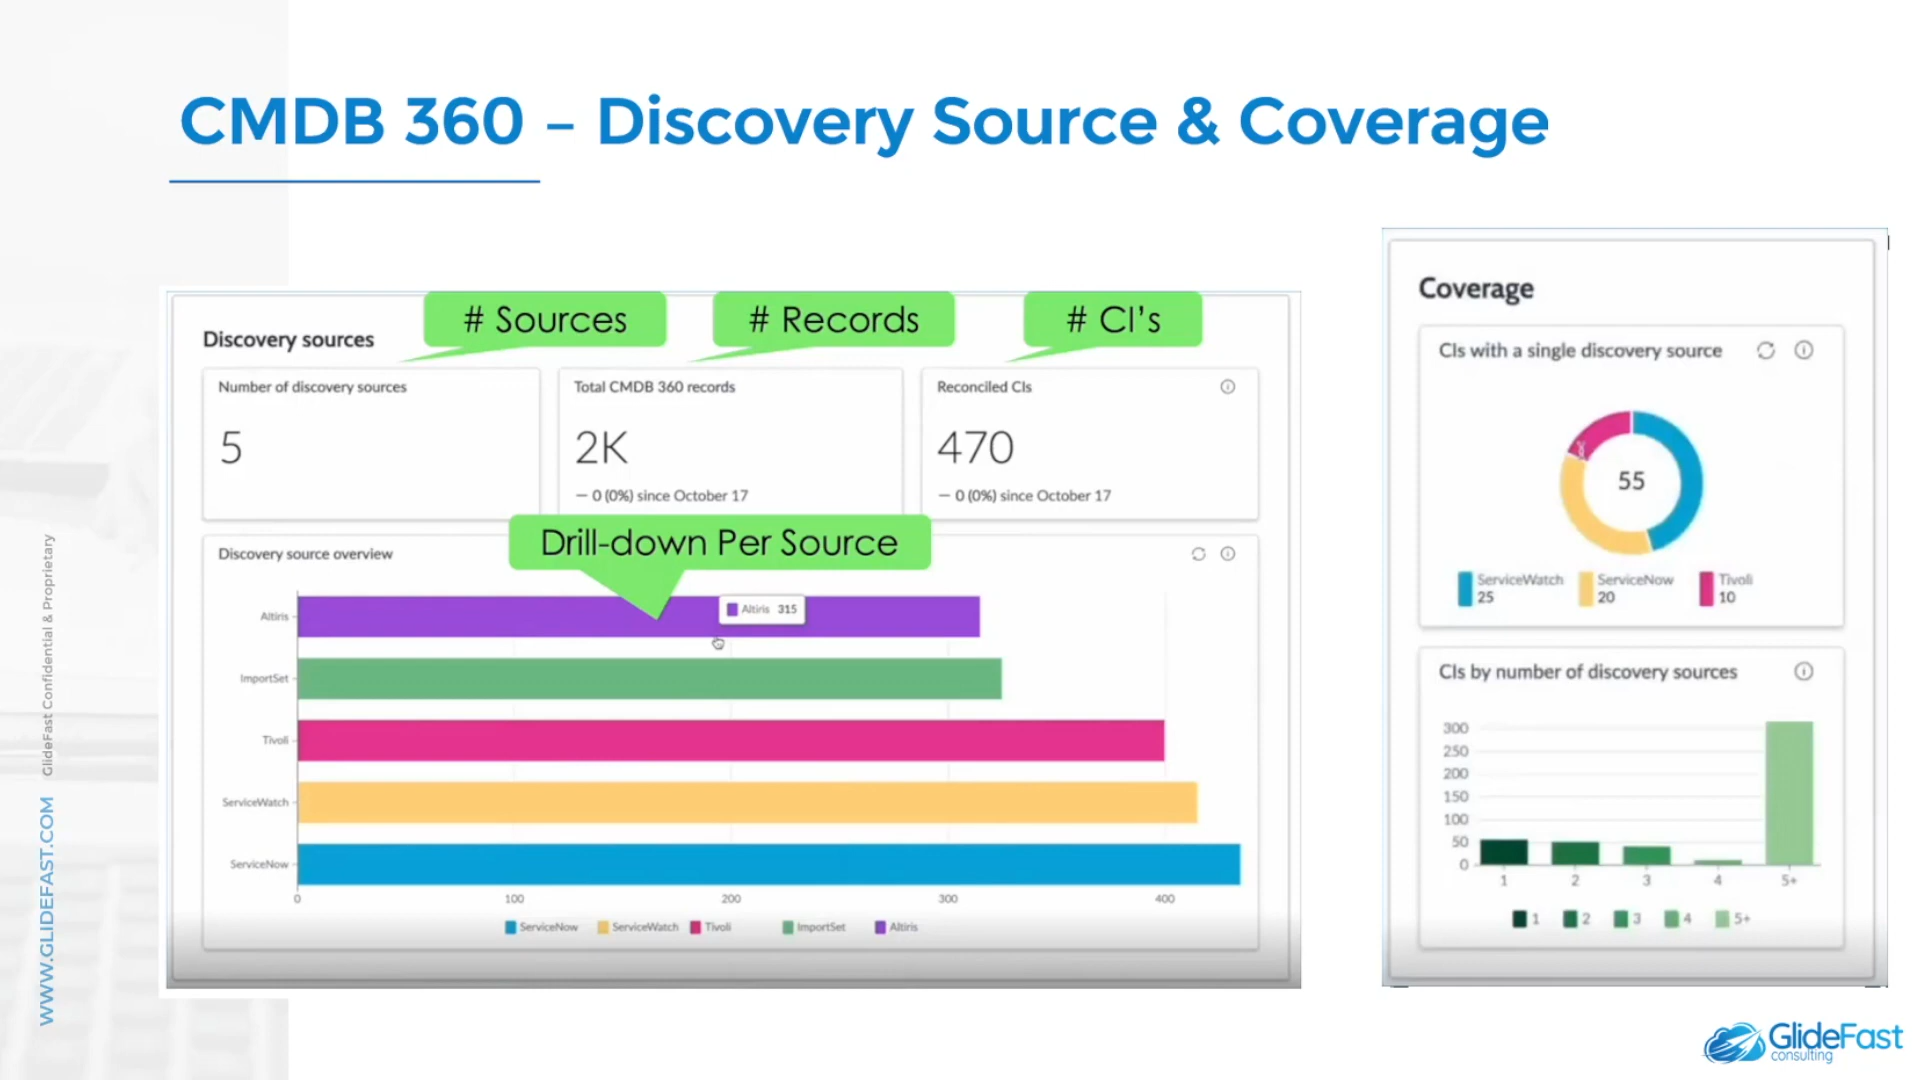 CMDB 360 – Discovery Source & Coverage
# Sources
# Records
# CI's
Discovery sources
Number of discovery sources
5
Total CMDB 360 records
2K
— 0 (0%) since October 17
Reconciled CIs
470
— 0 (0%) since October 17
Drill-down Per Source
Discovery source overview
Altiris
Altiris 315
ImportSet
Tivoli
ServiceWatch
ServiceNow
0 100 200 300 400
ServiceNow ServiceWatch Tivoli ImportSet Altiris
Coverage
CIs with a single discovery source
55
ServiceWatch 25
ServiceNow 20
Tivoli 10
CIs by number of discovery sources
300
250
200
150
100
50
0
1 2 3 4 5+
1 2 3 4 5+
WWW.GLIDEFAST.COM GlideFast Confidential & Proprietary
GlideFast
consulting